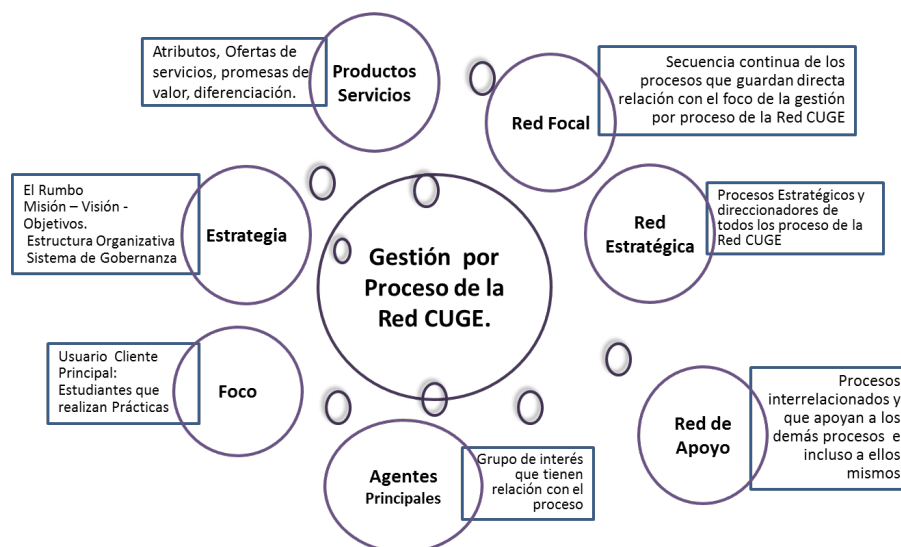 Atributos, Ofertas de
servicios, promesas de
valor, diferenciación.
Productos
Servicios
Secuencia continua de los
procesos que guardan directa
relación con el foco de la gestión
por proceso de la Red CUGE
Red Focal
El Rumbo
Misión – Visión -
Objetivos.
Estructura Organizativa
Sistema de Gobernanza
Estrategia
Gestión por
Proceso de la
Red CUGE.
Red
Estratégica
Procesos Estratégicos y
direccionadores de
todos los proceso de la
Red CUGE
Usuario Cliente
Principal:
Estudiantes que
realizan Prácticas
Foco
Agentes
Principales
Grupo de interés
que tienen
relación con el
proceso
Red de
Apoyo
Procesos
interrelacionados y
que apoyan a los
demás procesos e
incluso a ellos
mismos